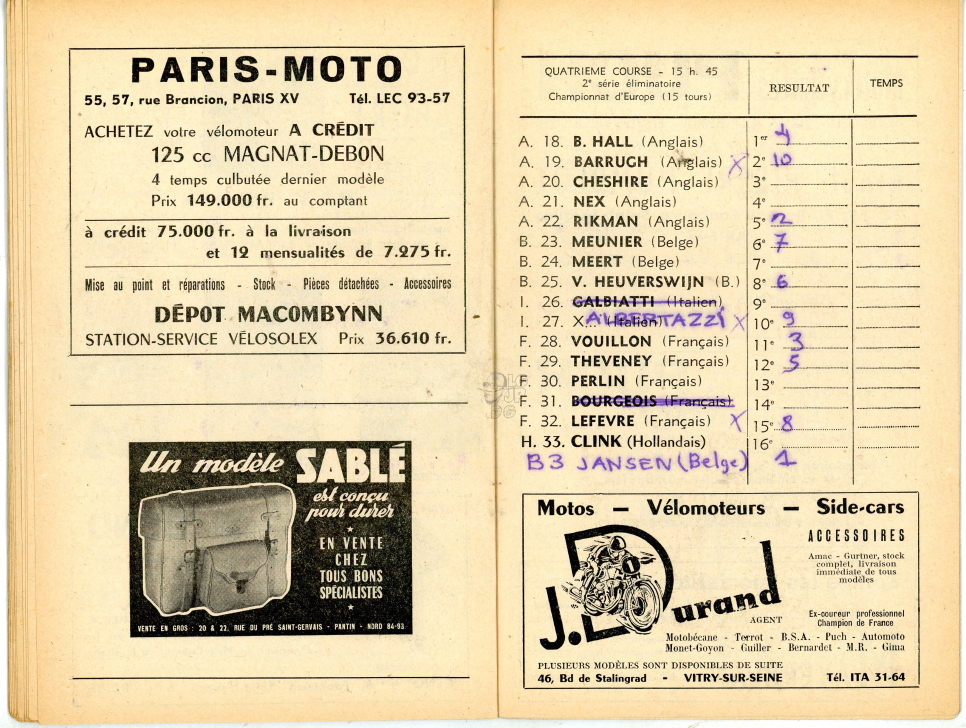 PARIS-MOTO
55, 57, rue Brancion, PARIS XV Tél. LEC 93-57
ACHETEZ votre vélomoteur A CRÉDIT
125 cc MAGNAT-DEBON
4 temps culbutée dernier modèle
Prix 149.000 fr. au comptant
à crédit 75.000 fr. à la livraison
et 12 mensualités de 7.275 fr.
Mise au point et réparations - Stock - Pièces détachées - Accessoires
DÉPOT MACOMBYNN
STATION-SERVICE VÉLOSOLEX Prix 36.610 fr.
Un modèle SABLÉ
est conçu
pour durer
EN VENTE
CHEZ
TOUS BONS
SPÉCIALISTES
VENTE EN GROS : 20 & 22, RUE DU PRÉ SAINT-GERVAIS - PANTIN - NORD 84-93
QUATRIEME COURSE - 15 h. 45
2e série éliminatoire
Championnat d'Europe (15 tours)
RESULTAT
TEMPS
A. 18. B. HALL (Anglais) 1er 4
A. 19. BARRUGH (Anglais) X 2e 10
A. 20. CHESHIRE (Anglais) 3e
A. 21. NEX (Anglais) 4e
A. 22. RIKMAN (Anglais) 5e 2
B. 23. MEUNIER (Belge) 6e 7
B. 24. MEERT (Belge) 7e
B. 25. V. HEUVERSWIJN (B.) 8e 6
I. 26. GALBIATTI (Italien) 9e
I. 27. X... (Italien) ALBERTAZZI X 10e 9
F. 28. VOUILLON (Français) 11e 3
F. 29. THEVENEY (Français) 12e 5
F. 30. PERLIN (Français) 13e
F. 31. BOURGEOIS (Français) 14e
F. 32. LEFEVRE (Français) X 15e 8
H. 33. CLINK (Hollandais) 16e
B3 JANSEN (Belge) 1
Motos — Vélomoteurs — Side-cars
ACCESSOIRES
Amac - Gurtner, stock
complet, livraison
immédiate de tous
modèles
J. Durand
AGENT
Ex-coureur professionnel
Champion de France
Motobécane - Terrot - B.S.A. - Puch - Automoto
Monet-Goyon - Guiller - Bernardet - M.R. - Gima
PLUSIEURS MODÈLES SONT DISPONIBLES DE SUITE
46, Bd de Stalingrad - VITRY-SUR-SEINE Tél. ITA 31-64